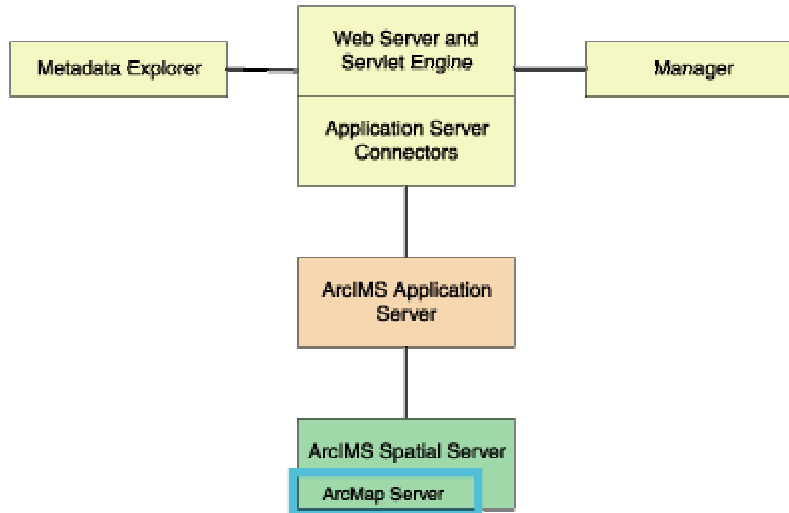 Web Server and
Servlet Engine
Metadata Explorer
Manager
Application Server
Connectors
ArcIMS Application
Server
ArcIMS Spatial Server
ArcMap Server